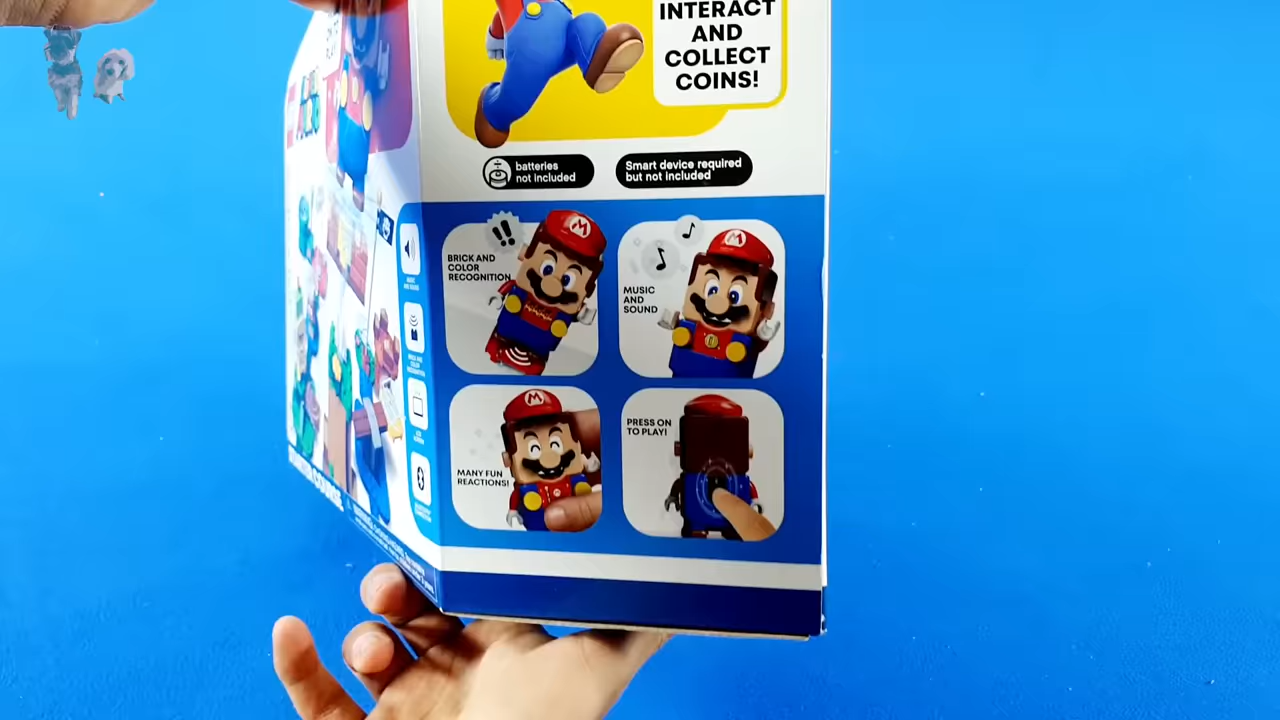 INTERACT
AND
COLLECT
COINS!
batteries
not included
Smart device required
but not included
BRICK AND
COLOR
RECOGNITION
MUSIC
AND
SOUND
MANY FUN
REACTIONS!
PRESS ON
TO PLAY!